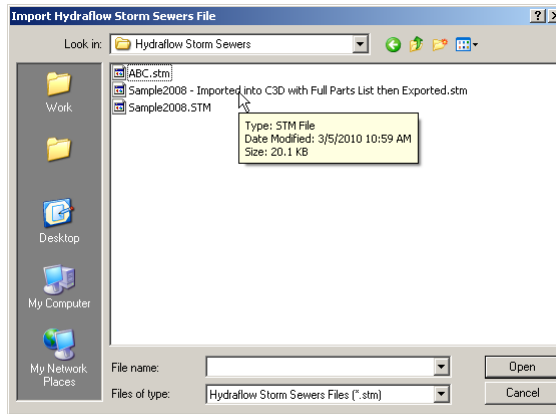 Import Hydraflow Storm Sewers File
Look in:
Hydraflow Storm Sewers
ABC.stm
Sample2008 - Imported into C3D with Full Parts List then Exported.stm
Sample2008.STM
Type: STM File
Date Modified: 3/5/2010 10:59 AM
Size: 20.1 KB
Work
Desktop
My Computer
My Network
Places
File name:
Open
Files of type:
Hydraflow Storm Sewers Files (*.stm)
Cancel